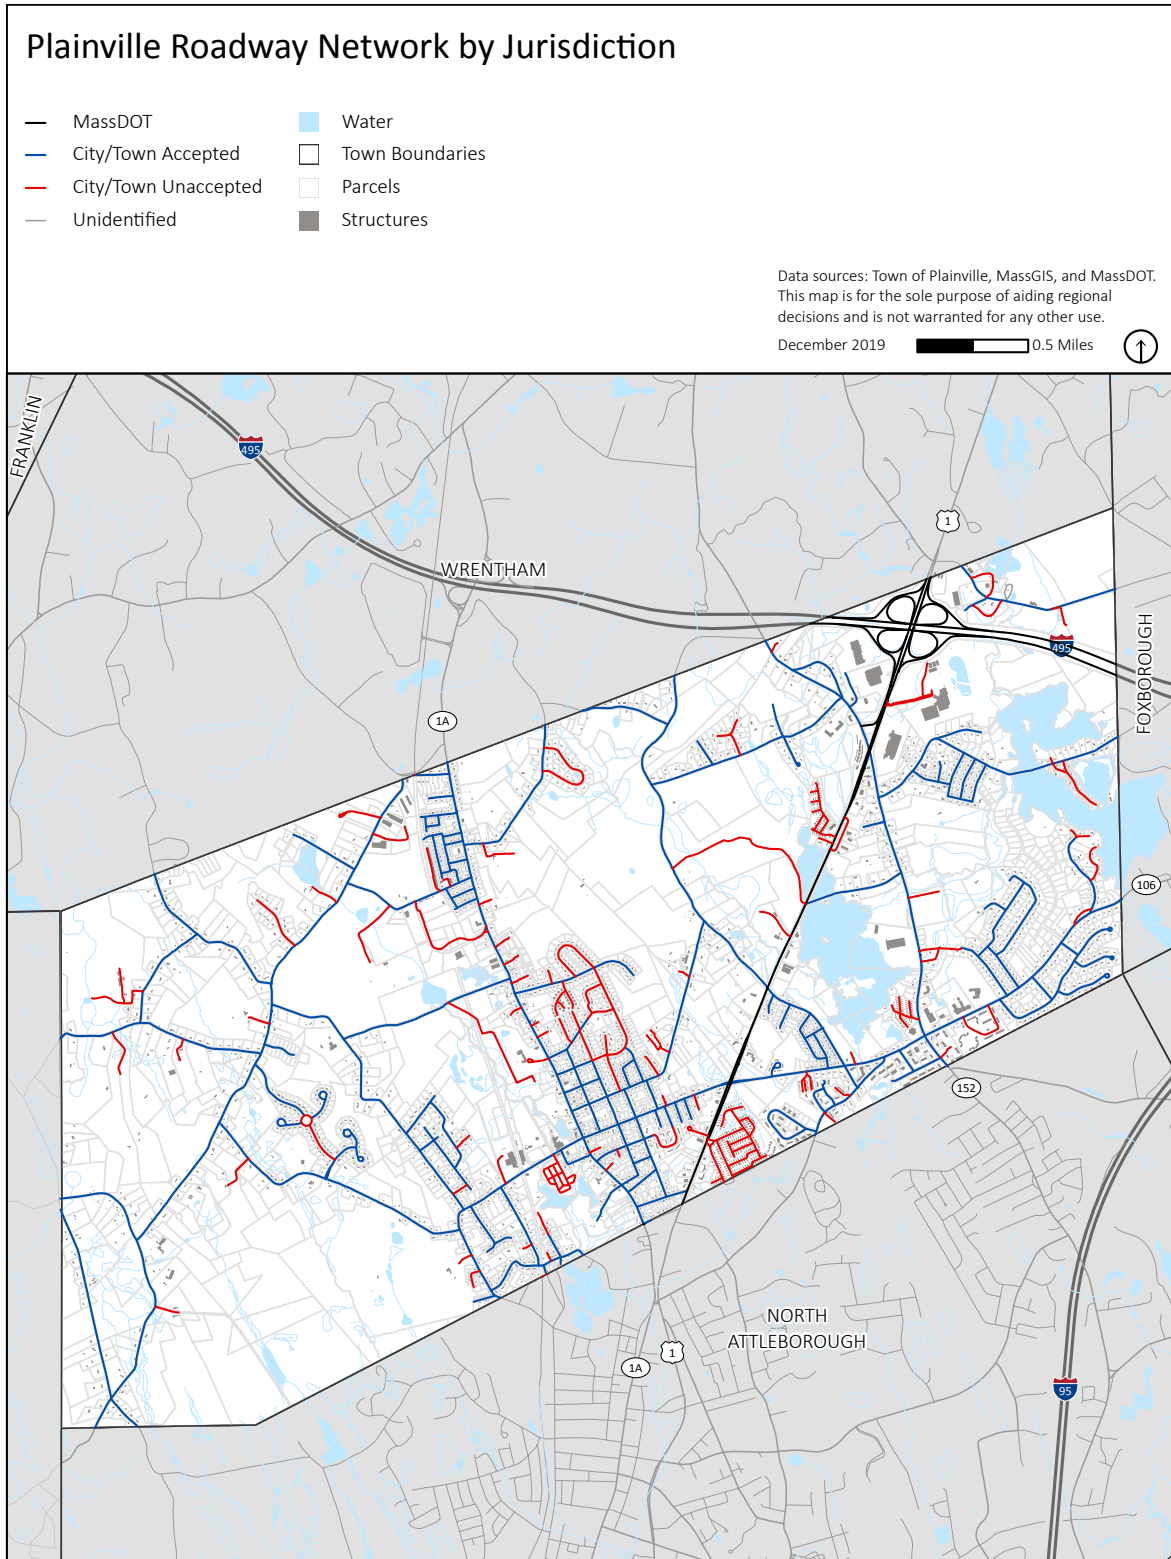 Plainville Roadway Network by Jurisdiction
MassDOT
City/Town Accepted
City/Town Unaccepted
Unidentified
Water
Town Boundaries
Parcels
Structures
Data sources: Town of Plainville, MassGIS, and MassDOT.
This map is for the sole purpose of aiding regional
decisions and is not warranted for any other use.
December 2019
0.5 Miles
FRANKLIN
495
1
WRENTHAM
495
FOXBOROUGH
1A
106
152
NORTH
ATTLEBOROUGH
1
1A
95